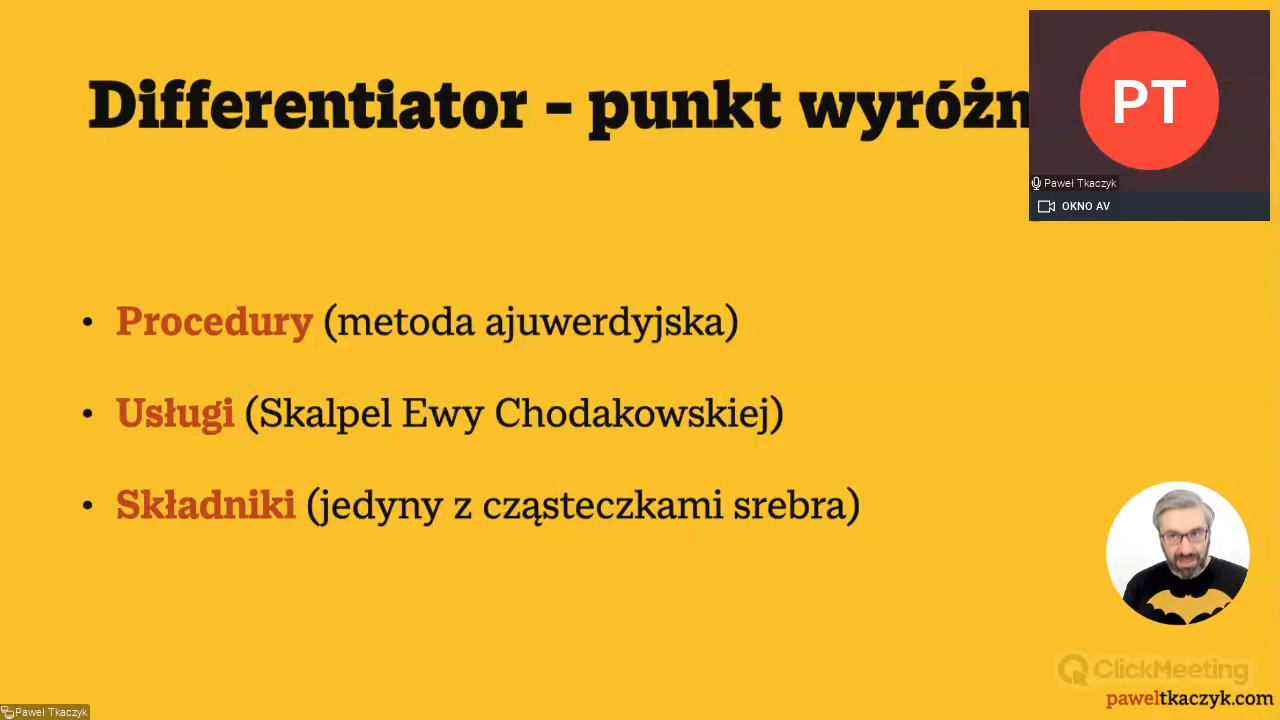 Differentiator - punkt wyróżn
PT
Paweł Tkaczyk
OKNO AV
• Procedury (metoda ajuwerdyjska)
• Usługi (Skalpel Ewy Chodakowskiej)
• Składniki (jedyny z cząsteczkami srebra)
ClickMeeting
paweltkaczyk.com
Paweł Tkaczyk